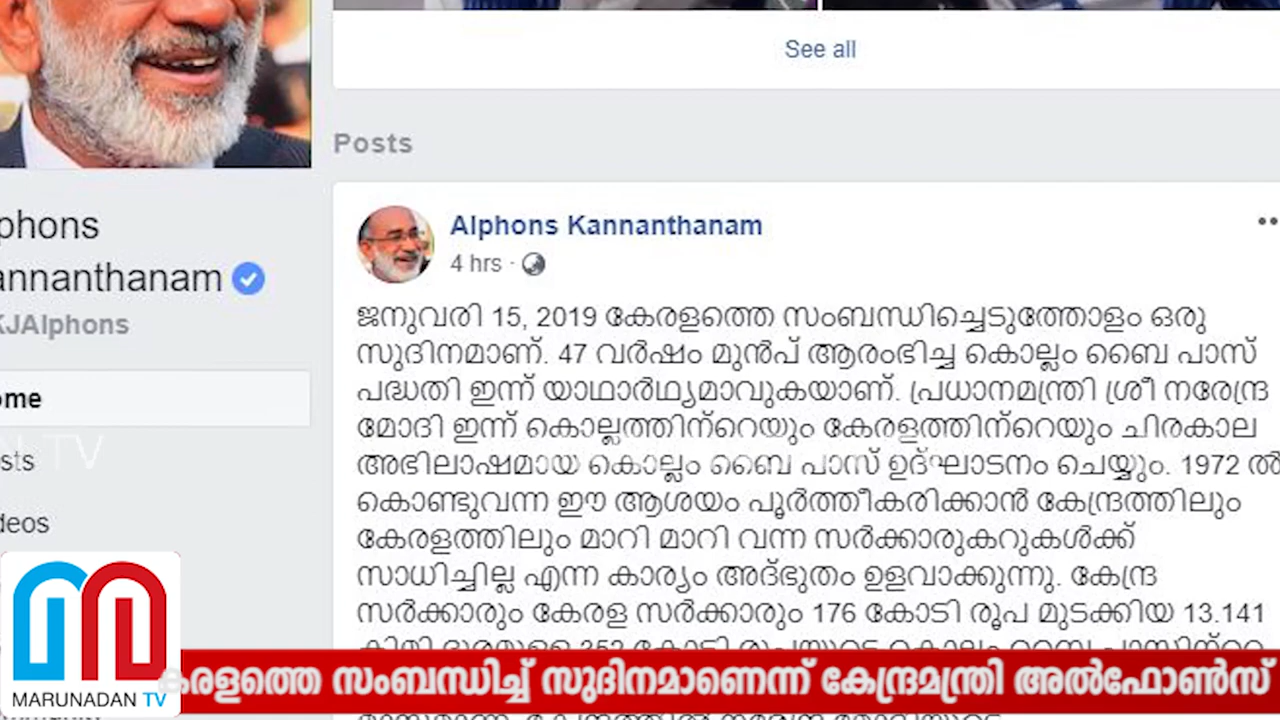 See all
Posts
phons
annanthanam
KJAlphons
ome
sts
deos
Alphons Kannanthanam
4 hrs ·
ജനുവരി 15, 2019 കേരളത്തെ സംബന്ധിച്ചെടുത്തോളം ഒരു
സുദിനമാണ്. 47 വർഷം മുൻപ് ആരംഭിച്ച കൊല്ലം ബൈ പാസ്
പദ്ധതി ഇന്ന് യാഥാർഥ്യമാവുകയാണ്. പ്രധാനമന്ത്രി ശ്രീ നരേന്ദ്ര
മോദി ഇന്ന് കൊല്ലത്തിന്റെയും കേരളത്തിന്റെയും ചിരകാല
അഭിലാഷമായ കൊല്ലം ബൈ പാസ് ഉദ്ഘാടനം ചെയ്യും. 1972 ൽ
കൊണ്ടുവന്ന ഈ ആശയം പൂർത്തീകരിക്കാൻ കേന്ദ്രത്തിലും
കേരളത്തിലും മാറി മാറി വന്ന സർക്കാരുകറുകൾക്ക്
സാധിച്ചില്ല എന്ന കാര്യം അദ്ഭുതം ഉളവാക്കുന്നു. കേന്ദ്ര
സർക്കാരും കേരള സർക്കാരും 176 കോടി രൂപ മുടക്കിയ 13.141
കരളത്തെ സംബന്ധിച്ച് സുദിനമാണെന്ന് കേന്ദ്രമന്ത്രി അൽഫോൺസ്
MARUNADAN TV